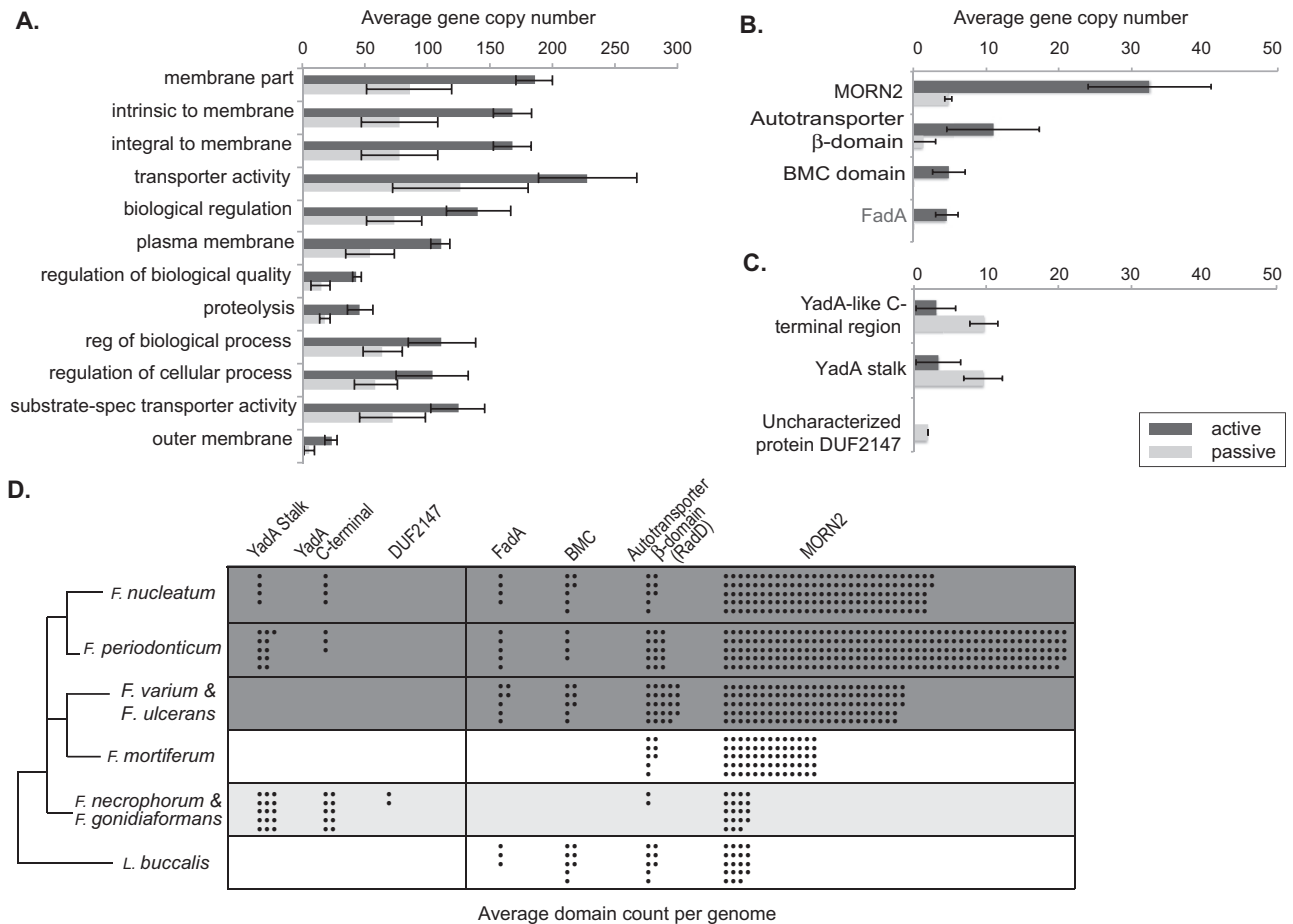 A.
Average gene copy number
0 50 100 150 200 250 300
membrane part
intrinsic to membrane
integral to membrane
transporter activity
biological regulation
plasma membrane
regulation of biological quality
proteolysis
reg of biological process
regulation of cellular process
substrate-spec transporter activity
outer membrane
B.
Average gene copy number
0 10 20 30 40 50
MORN2
Autotransporter
β-domain
BMC domain
FadA
C.
0 10 20 30 40 50
YadA-like C-
terminal region
YadA stalk
Uncharacterized
protein DUF2147
active
passive
D.
YadA Stalk
YadA
C-terminal
DUF2147
FadA
BMC
Autotransporter
β-domain
(RadD)
MORN2
F. nucleatum
F. periodonticum
F. varium &
F. ulcerans
F. mortiferum
F. necrophorum &
F. gonidiaformans
L. buccalis
Average domain count per genome